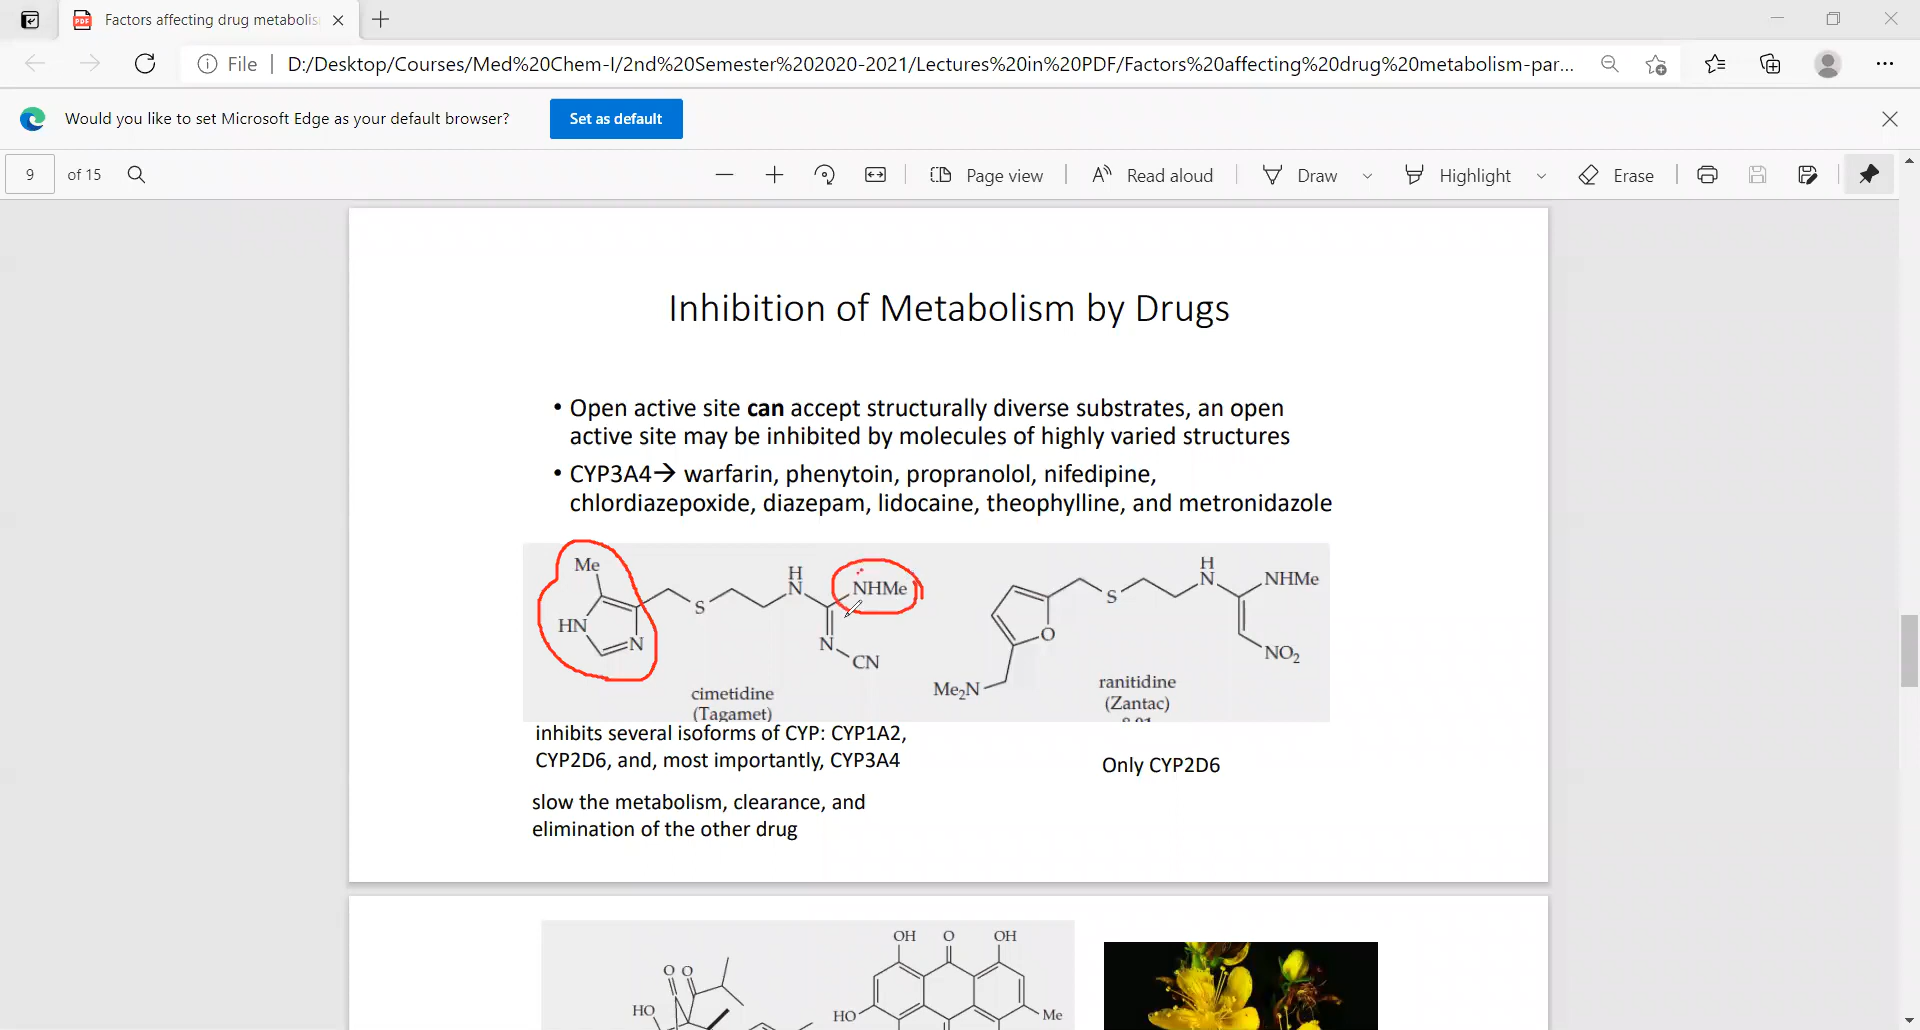 Factors affecting drug metabolis
File
D:/Desktop/Courses/Med%20Chem-I/2nd%20Semester%202020-2021/Lectures%20in%20PDF/Factors%20affecting%20drug%20metabolism-par...
Would you like to set Microsoft Edge as your default browser?
Set as default
9 of 15
Page view
Read aloud
Draw
Highlight
Erase
Inhibition of Metabolism by Drugs
• Open active site can accept structurally diverse substrates, an open
active site may be inhibited by molecules of highly varied structures
• CYP3A4→ warfarin, phenytoin, propranolol, nifedipine,
chlordiazepoxide, diazepam, lidocaine, theophylline, and metronidazole
Me
HN
N
S
H
N
NHMe
N
CN
cimetidine
(Tagamet)
Me2N
O
S
H
N
NHMe
NO2
ranitidine
(Zantac)
inhibits several isoforms of CYP: CYP1A2,
CYP2D6, and, most importantly, CYP3A4
Only CYP2D6
slow the metabolism, clearance, and
elimination of the other drug
O O
HO
OH O OH
HO
Me